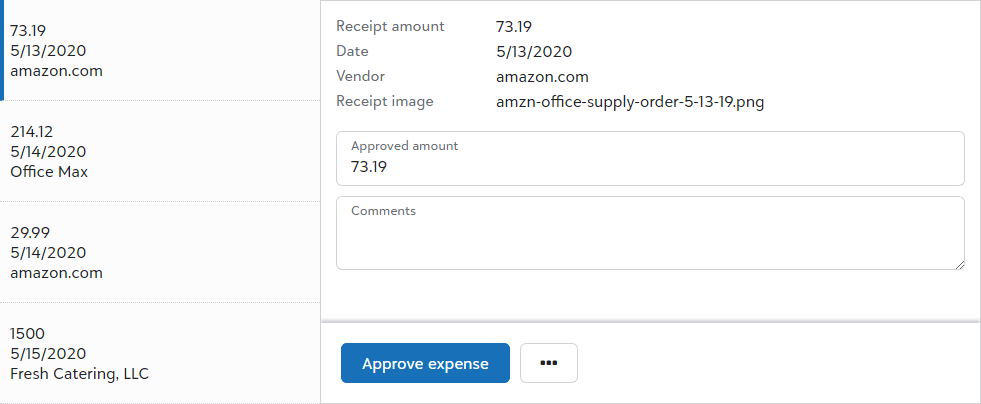 73.19
5/13/2020
amazon.com
214.12
5/14/2020
Office Max
29.99
5/14/2020
amazon.com
1500
5/15/2020
Fresh Catering, LLC
Receipt amount 73.19
Date 5/13/2020
Vendor amazon.com
Receipt image amzn-office-supply-order-5-13-19.png
Approved amount
73.19
Comments
Approve expense •••